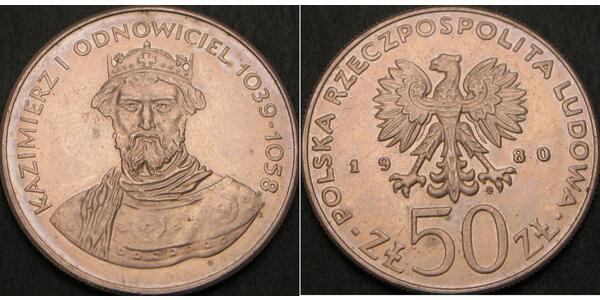 KAZIMIERZ I ODNOWICIEL 1039-1058
POLSKA RZECZPOSPOLITA LUDOWA
1980
ZŁ 50 ZŁ